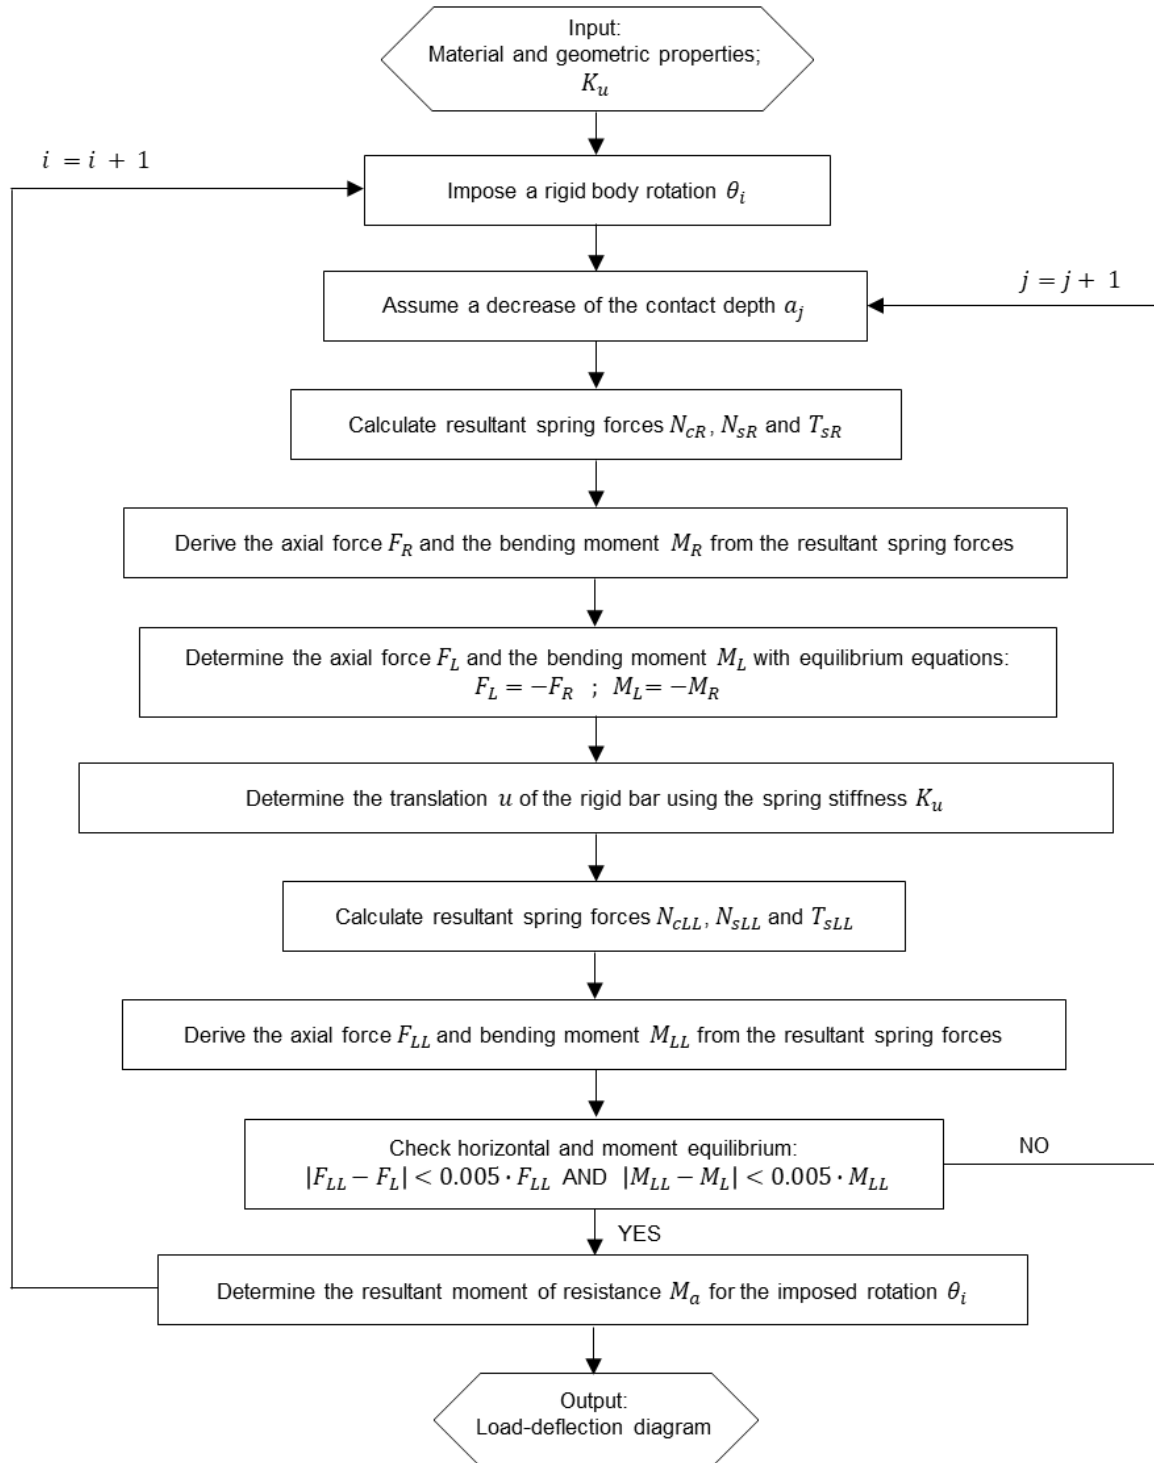 Input:
Material and geometric properties;
K_u
i = i + 1
Impose a rigid body rotation θ_i
j = j + 1
Assume a decrease of the contact depth a_j
Calculate resultant spring forces N_cR, N_sR and T_sR
Derive the axial force F_R and the bending moment M_R from the resultant spring forces
Determine the axial force F_L and the bending moment M_L with equilibrium equations:
F_L = −F_R ; M_L = −M_R
Determine the translation u of the rigid bar using the spring stiffness K_u
Calculate resultant spring forces N_cLL, N_sLL and T_sLL
Derive the axial force F_LL and bending moment M_LL from the resultant spring forces
Check horizontal and moment equilibrium:
|F_LL − F_L| < 0.005 · F_LL AND |M_LL − M_L| < 0.005 · M_LL
NO
YES
Determine the resultant moment of resistance M_a for the imposed rotation θ_i
Output:
Load-deflection diagram